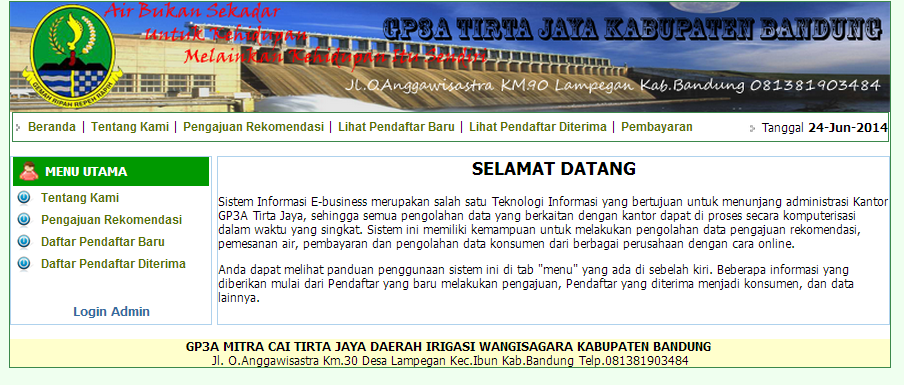 Air Bukan Sekadar
Untuk Kehidupan
Melainkan Kehidupan Itu Sendiri
GP3A TIRTA JAYA KABUPATEN BANDUNG
Jl.O.Anggawisastra KM90 Lampegan Kab.Bandung 081381903484
GEMAH RIPAH REPEH RAPIH
Beranda | Tentang Kami | Pengajuan Rekomendasi | Lihat Pendaftar Baru | Lihat Pendaftar Diterima | Pembayaran
Tanggal 24-Jun-2014
MENU UTAMA
Tentang Kami
Pengajuan Rekomendasi
Daftar Pendaftar Baru
Daftar Pendaftar Diterima
Login Admin
SELAMAT DATANG
Sistem Informasi E-business merupakan salah satu Teknologi Informasi yang bertujuan untuk menunjang administrasi Kantor
GP3A Tirta Jaya, sehingga semua pengolahan data yang berkaitan dengan kantor dapat di proses secara komputerisasi
dalam waktu yang singkat. Sistem ini memiliki kemampuan untuk melakukan pengolahan data pengajuan rekomendasi,
pemesanan air, pembayaran dan pengolahan data konsumen dari berbagai perusahaan dengan cara online.
Anda dapat melihat panduan penggunaan sistem ini di tab "menu" yang ada di sebelah kiri. Beberapa informasi yang
diberikan mulai dari Pendaftar yang baru melakukan pengajuan, Pendaftar yang diterima menjadi konsumen, dan data
lainnya.
GP3A MITRA CAI TIRTA JAYA DAERAH IRIGASI WANGISAGARA KABUPATEN BANDUNG
Jl. O.Anggawisastra Km.30 Desa Lampegan Kec.Ibun Kab.Bandung Telp.081381903484